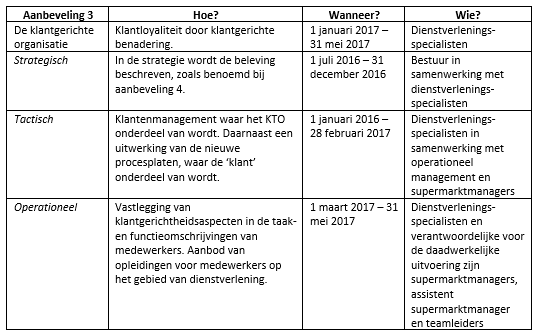 Aanbeveling 3 Hoe? Wanneer? Wie?
De klantgerichte Klantloyaliteit door klantgerichte 1 januari 2017 – Dienstverlenings-
organisatie benadering. 31 mei 2017 specialisten
Strategisch In de strategie wordt de beleving 1 juli 2016 – 31 Bestuur in
beschreven, zoals benoemd bij december 2016 samenwerking met
aanbeveling 4. dienstverlenings-
specialisten
Tactisch Klantenmanagement waar het KTO 1 januari 2016 – Dienstverlenings-
onderdeel van wordt. Daarnaast een 28 februari 2017 specialisten in
uitwerking van de nieuwe samenwerking met
procesplaten, waar de ‘klant’ operationeel
onderdeel van wordt. management en
supermarktmanagers
Operationeel Vastlegging van 1 maart 2017 – 31 Dienstverlenings-
klantgerichtheidsaspecten in de taak- mei 2017 specialisten en
en functieomschrijvingen van verantwoordelijke voor
medewerkers. Aanbod van de daadwerkelijke
opleidingen voor medewerkers op uitvoering zijn
het gebied van dienstverlening. supermarktmanagers,
assistent
supermarktmanager
en teamleiders